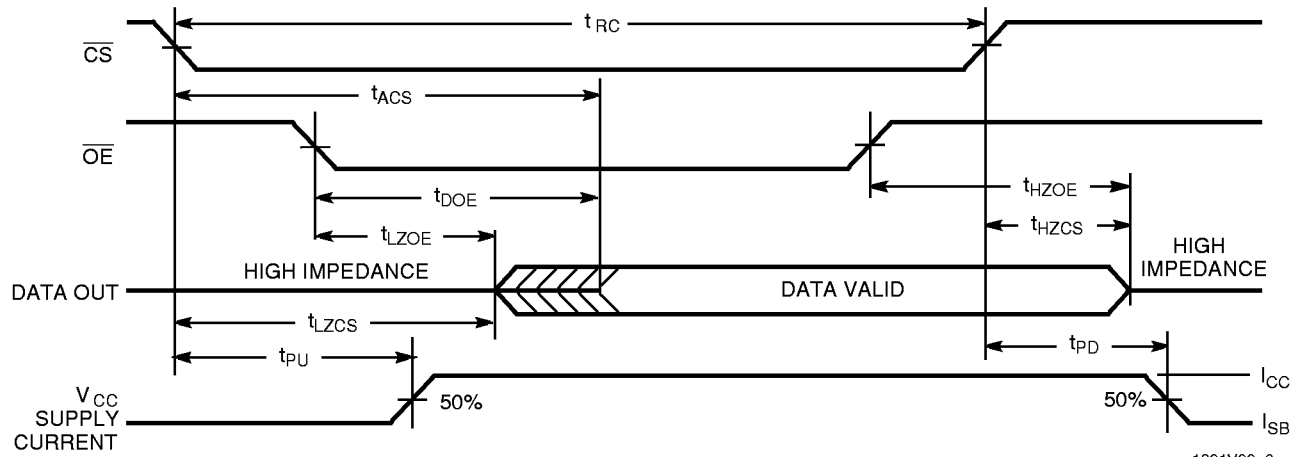 t RC
CS
tACS
OE
tDOE
tHZOE
tLZOE
tHZCS
HIGH IMPEDANCE
HIGH IMPEDANCE
DATA OUT
DATA VALID
tLZCS
tPU
tPD
VCC SUPPLY CURRENT
50%
50%
ICC
ISB